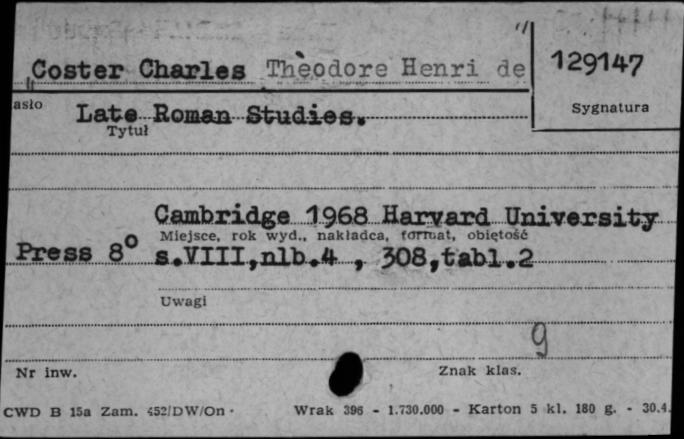 Coster Charles Thèodore Henri de
129147
asło
Sygnatura
Late Roman Studies.
Tytuł
Cambridge 1968 Harvard University
Miejsce, rok wyd., nakładca, format, objętość
Press 8° s.VIII,nlb.4 , 308,tabl.2
Uwagi
9
Nr inw.
Znak klas.
CWD B 15a Zam. 452/DW/On · Wrak 396 - 1.730.000 - Karton 5 kl. 180 g. - 30.4.